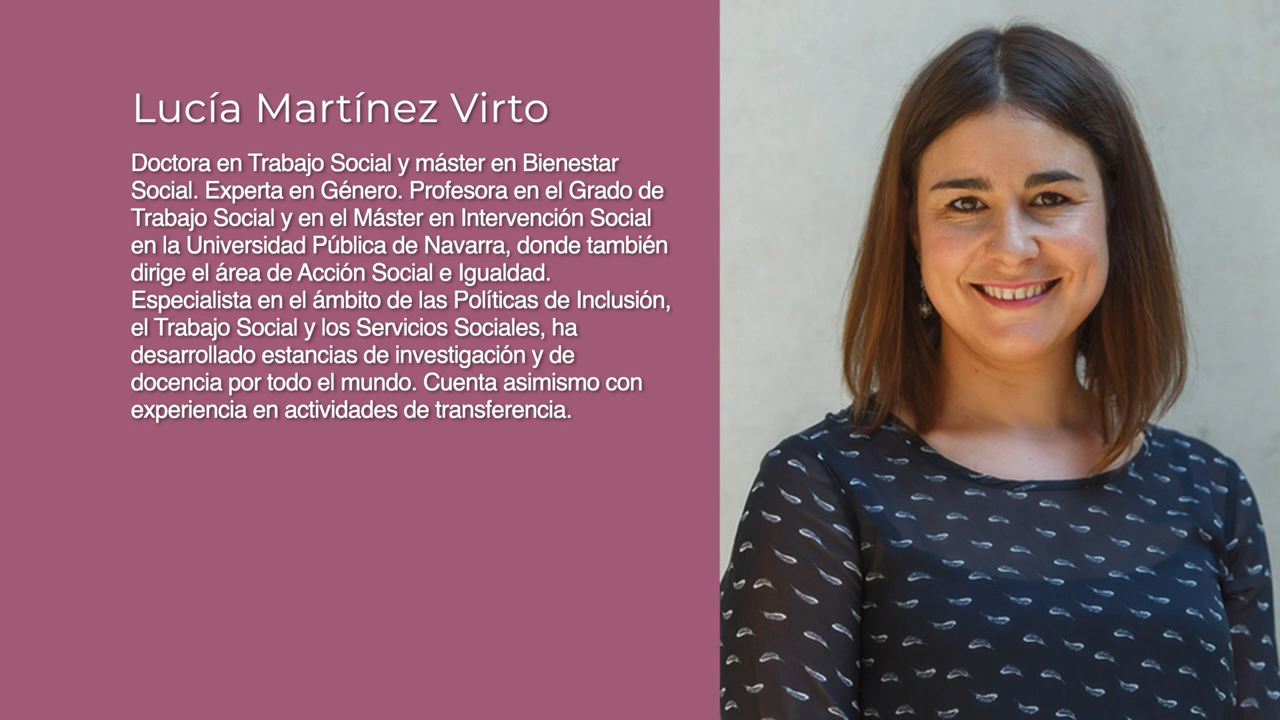 Lucía Martínez Virto
Doctora en Trabajo Social y máster en Bienestar
Social. Experta en Género. Profesora en el Grado de
Trabajo Social y en el Máster en Intervención Social
en la Universidad Pública de Navarra, donde también
dirige el área de Acción Social e Igualdad.
Especialista en el ámbito de las Políticas de Inclusión,
el Trabajo Social y los Servicios Sociales, ha
desarrollado estancias de investigación y de
docencia por todo el mundo. Cuenta asimismo con
experiencia en actividades de transferencia.